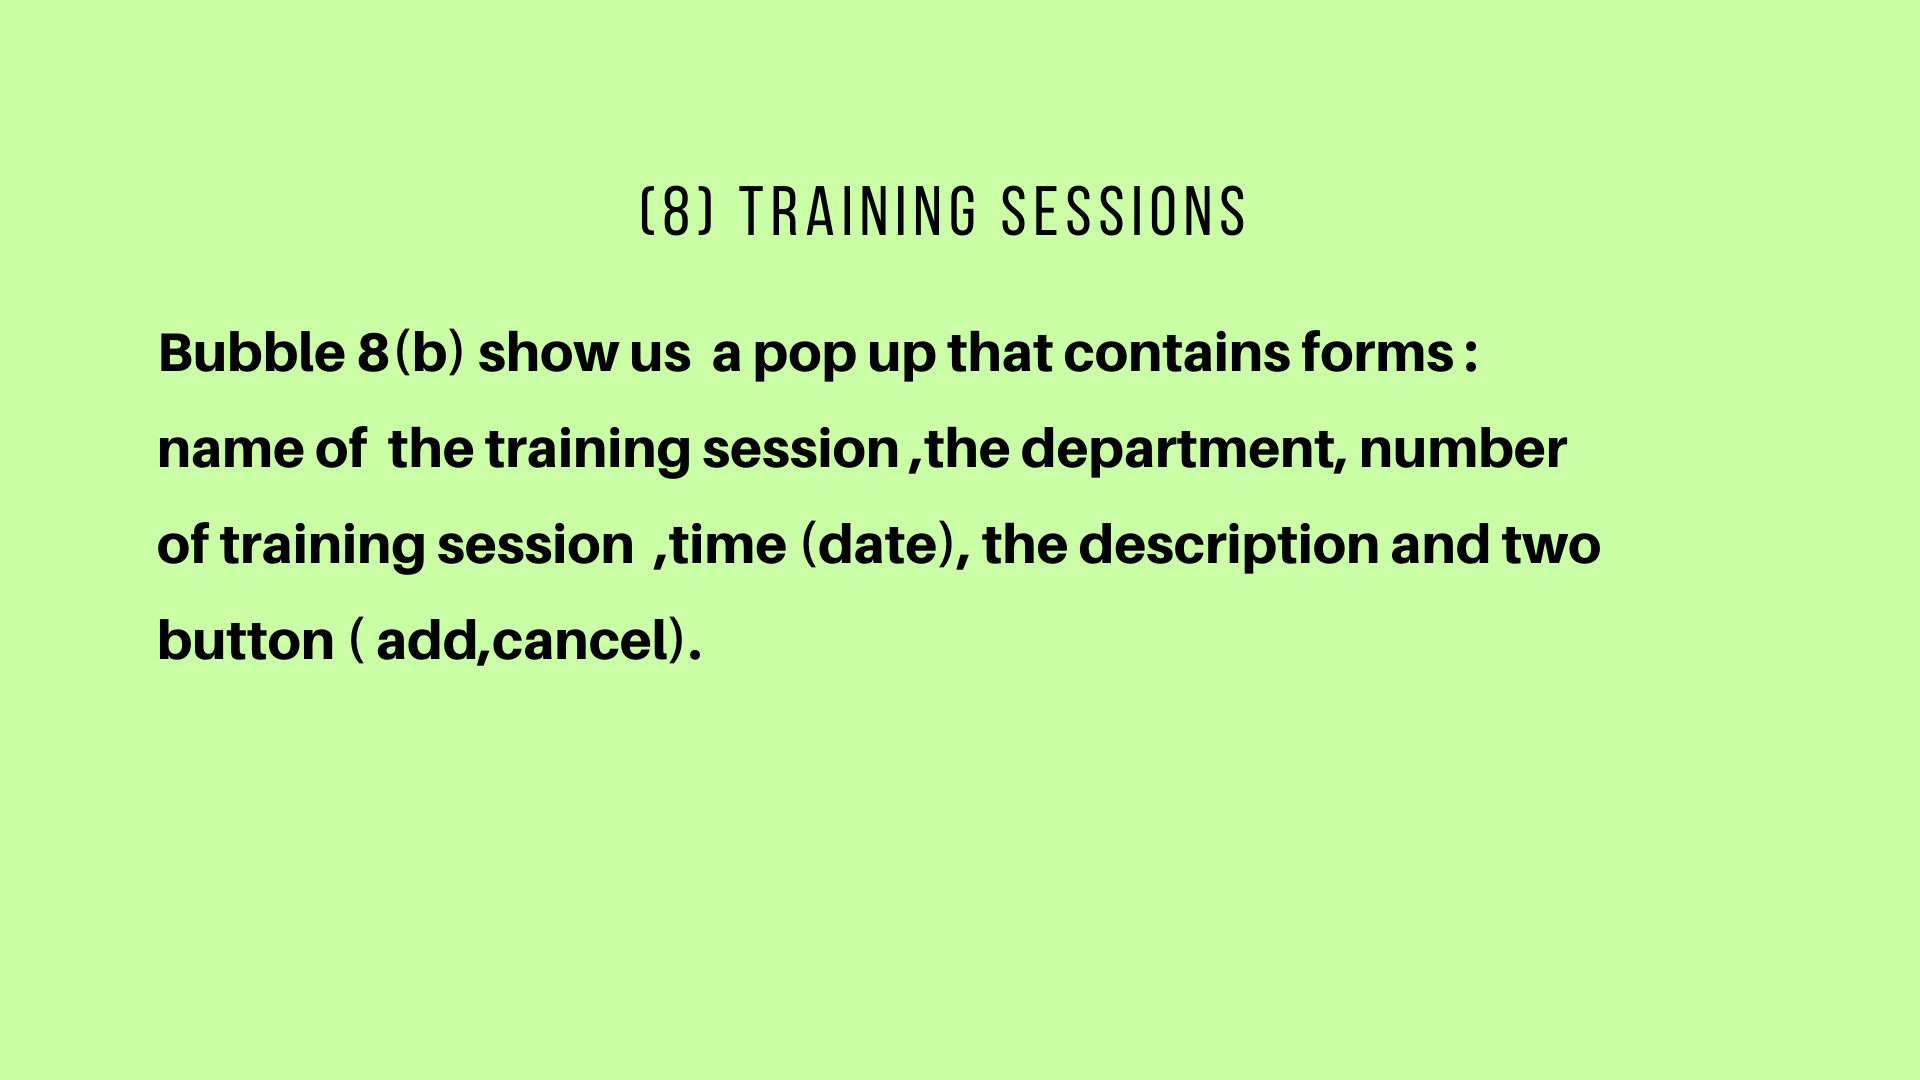 (8) TRAINING SESSIONS
Bubble 8(b) show us  a pop up that contains forms :
name of  the training session ,the department, number
of training session  ,time (date), the description and two
button ( add,cancel).